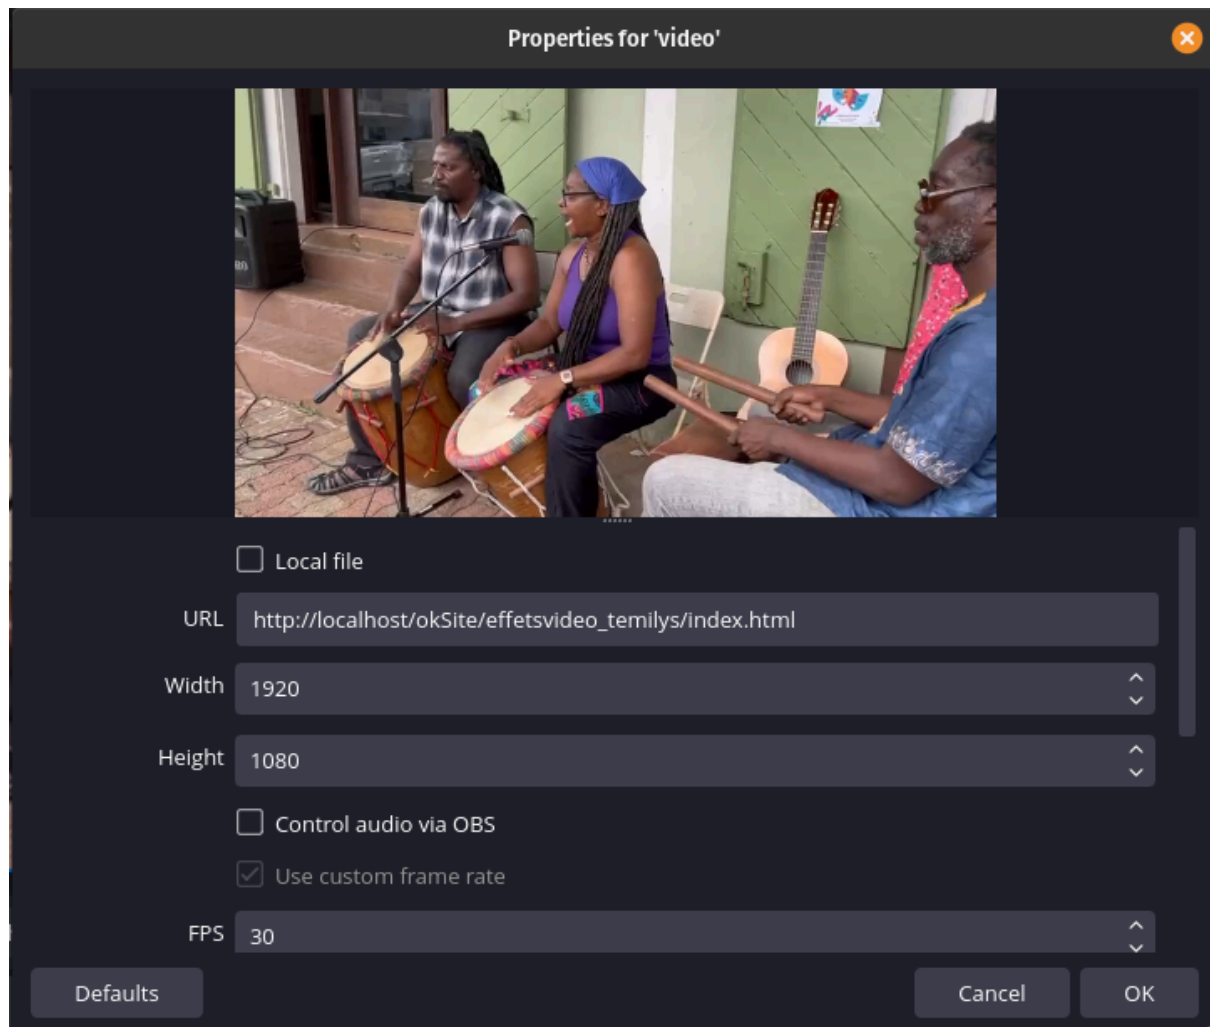 Properties for 'video'
Local file
URL http://localhost/okSite/effetsvideo_temilys/index.html
Width 1920
Height 1080
Control audio via OBS
Use custom frame rate
FPS 30
Defaults Cancel OK